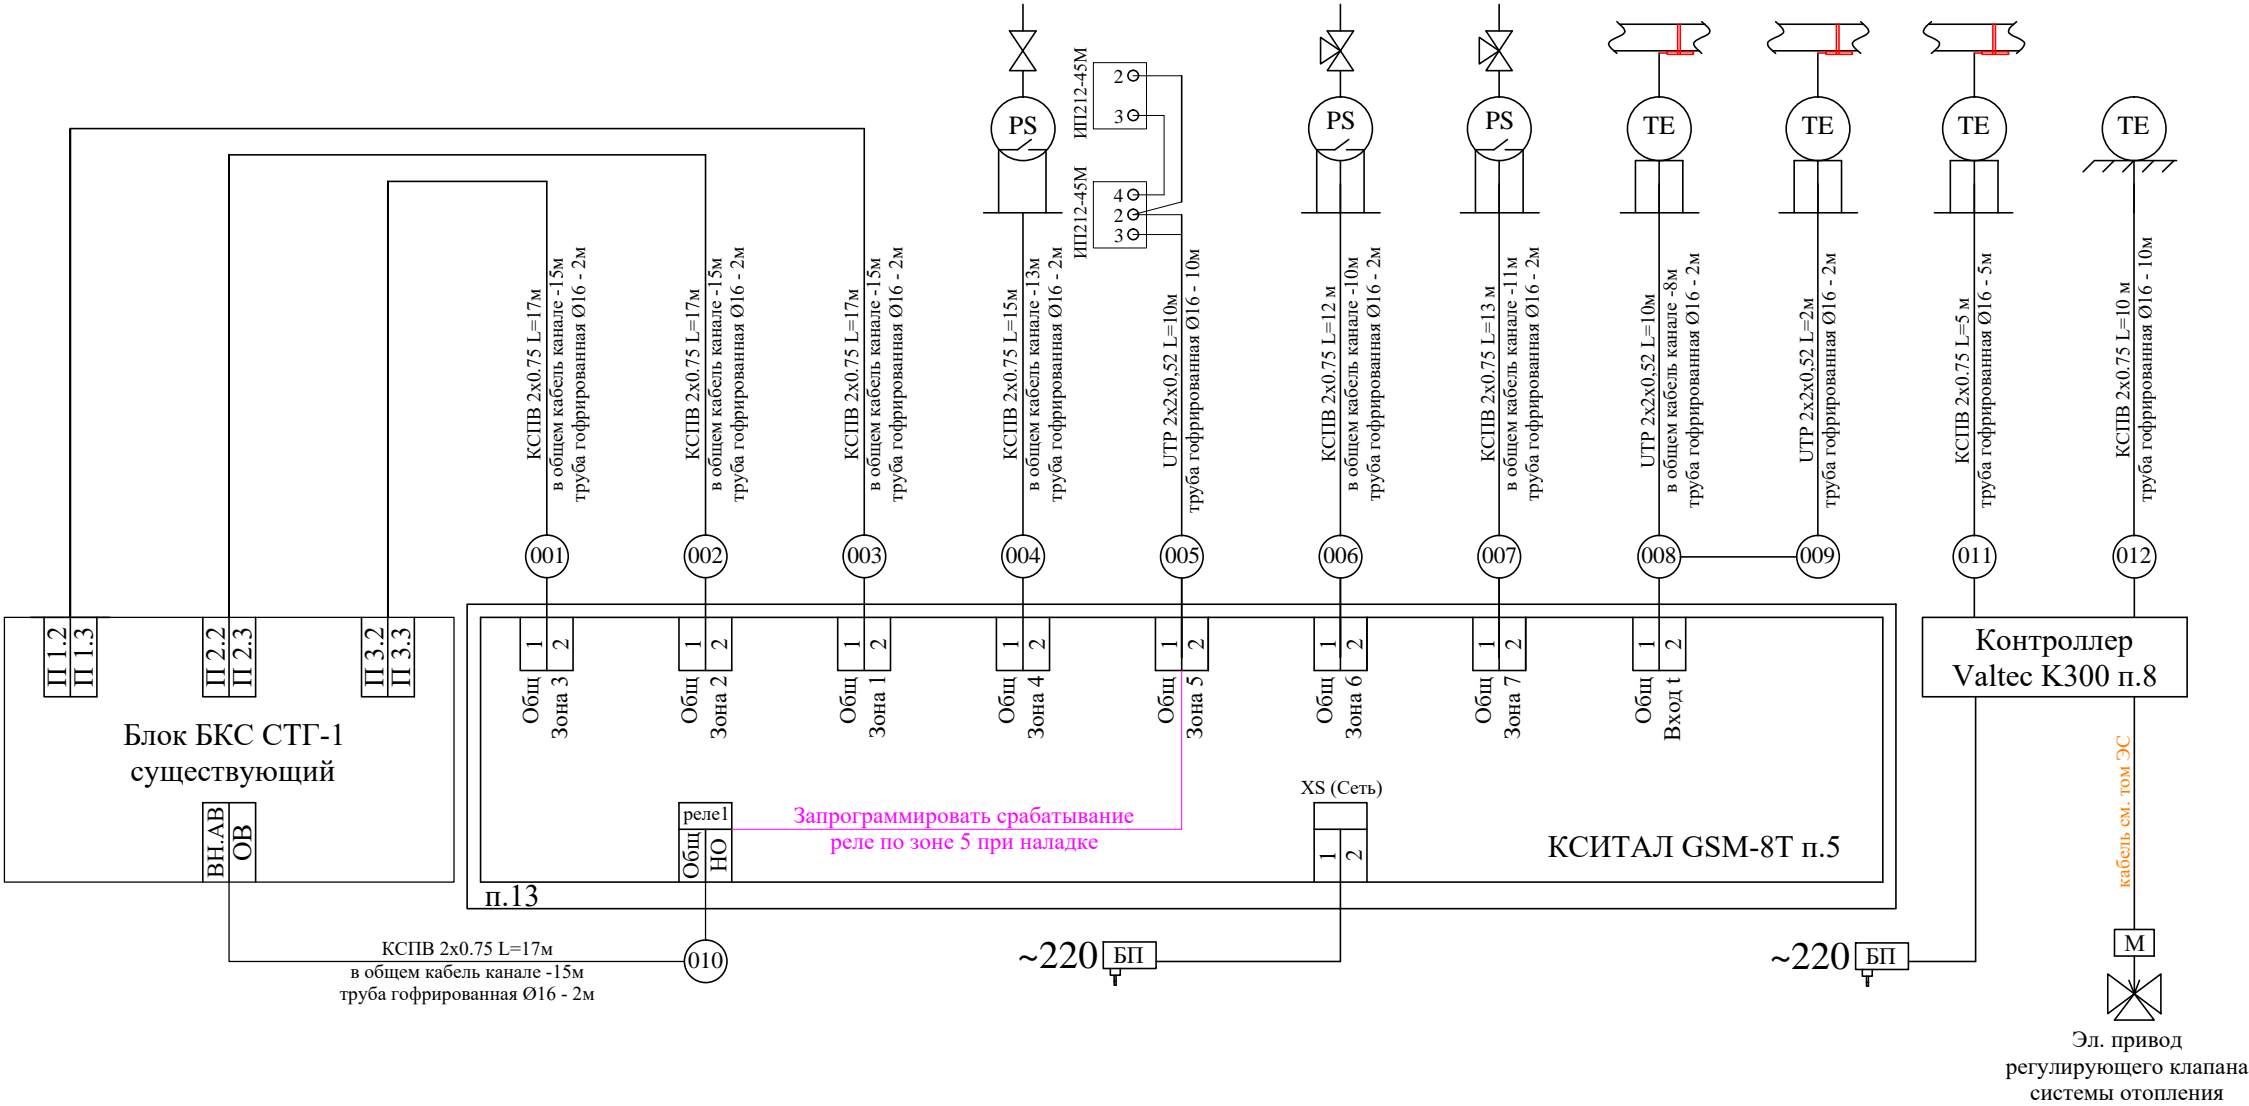 PS
PS
PS
TE
TE
TE
TE
ИП212-45М
2
3
ИП212-45М
4
2
3
КСПВ 2x0.75 L=17м
в общем кабель канале -15м
труба гофрированная Ø16 - 2м
КСПВ 2x0.75 L=17м
в общем кабель канале -15м
труба гофрированная Ø16 - 2м
КСПВ 2x0.75 L=17м
в общем кабель канале -15м
труба гофрированная Ø16 - 2м
КСПВ 2x0.75 L=15м
в общем кабель канале -13м
труба гофрированная Ø16 - 2м
UTP 2x2x0,52 L=10м
труба гофрированная Ø16 - 10м
КСПВ 2x0.75 L=12 м
в общем кабель канале -10м
труба гофрированная Ø16 - 2м
КСПВ 2x0.75 L=13 м
в общем кабель канале -11м
труба гофрированная Ø16 - 2м
UTP 2x2x0,52 L=10м
в общем кабель канале -8м
труба гофрированная Ø16 - 2м
UTP 2x2x0,52 L=2м
труба гофрированная Ø16 - 2м
КСПВ 2x0.75 L=5 м
труба гофрированная Ø16 - 5м
КСПВ 2x0.75 L=10 м
труба гофрированная Ø16 - 10м
001
002
003
004
005
006
007
008
009
011
012
П 1.2
П 1.3
П 2.2
П 2.3
П 3.2
П 3.3
Блок БКС СТГ-1
существующий
ВН.АВ
ОВ
1
2
Общ
Зона 3
1
2
Общ
Зона 2
1
2
Общ
Зона 1
1
2
Общ
Зона 4
1
2
Общ
Зона 5
1
2
Общ
Зона 6
1
2
Общ
Зона 7
1
2
Общ
Вход t
Контроллер
Valtec K300 п.8
кабель см. том ЭС
реле1
Общ
НО
Запрограммировать срабатывание
реле по зоне 5 при наладке
XS (Сеть)
1
2
КСИТАЛ GSM-8T п.5
п.13
КСПВ 2x0.75 L=17м
в общем кабель канале -15м
труба гофрированная Ø16 - 2м
010
~220
БП
~220
БП
М
Эл. привод
регулирующего клапана
системы отопления